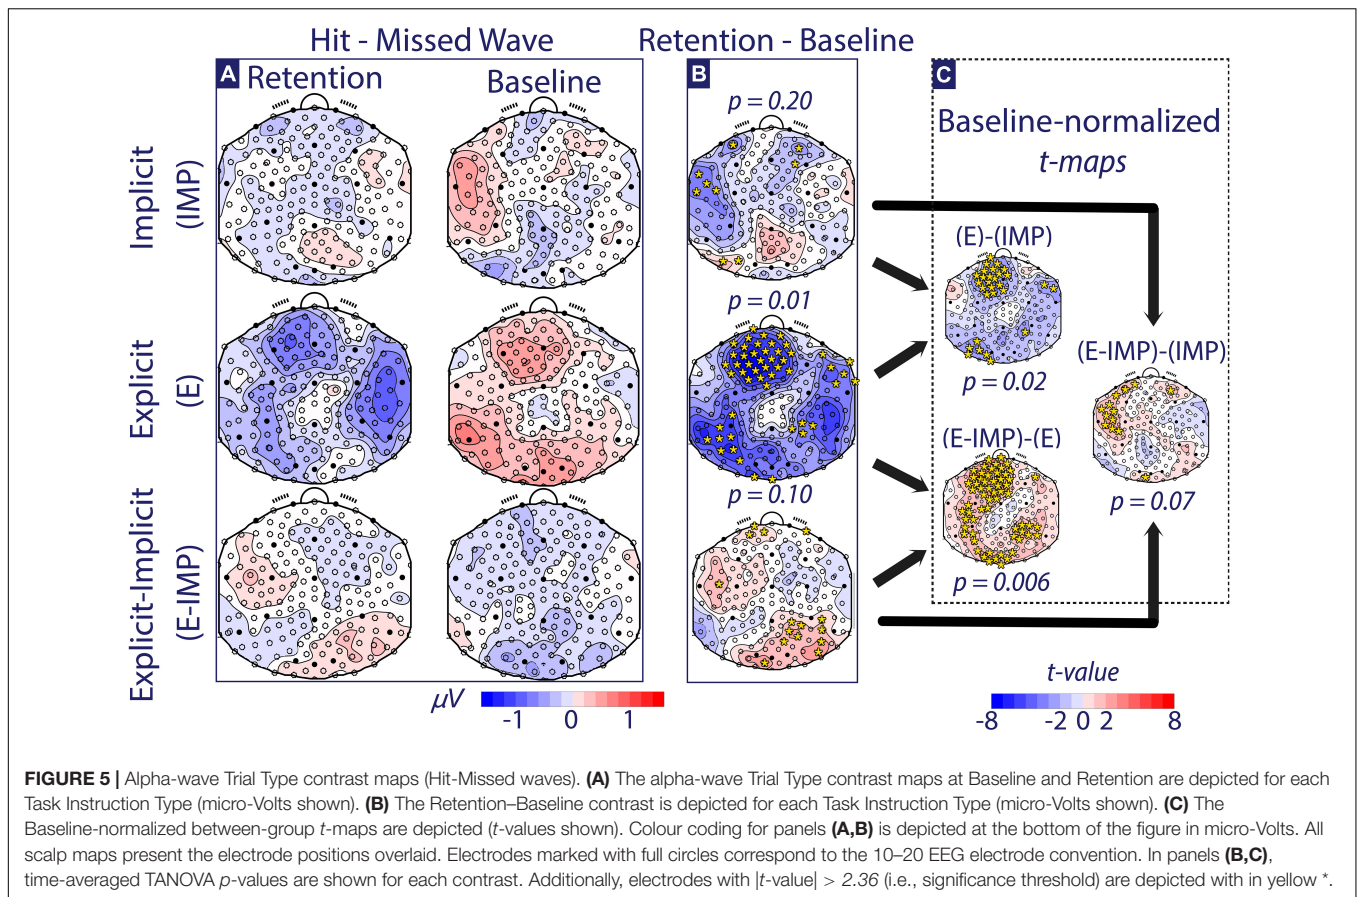 Hit - Missed Wave
Retention - Baseline
A
Retention
Baseline
B
p = 0.20
C
Baseline-normalized
t-maps
Implicit
(IMP)
(E)-(IMP)
p = 0.02
Explicit
(E)
p = 0.01
(E-IMP)-(IMP)
p = 0.07
(E-IMP)-(E)
p = 0.006
Explicit-Implicit
(E-IMP)
p = 0.10
μV
-1 0 1
t-value
-8 -2 0 2 8
FIGURE 5 | Alpha-wave Trial Type contrast maps (Hit-Missed waves). (A) The alpha-wave Trial Type contrast maps at Baseline and Retention are depicted for each
Task Instruction Type (micro-Volts shown). (B) The Retention–Baseline contrast is depicted for each Task Instruction Type (micro-Volts shown). (C) The
Baseline-normalized between-group t-maps are depicted (t-values shown). Colour coding for panels (A,B) is depicted at the bottom of the figure in micro-Volts. All
scalp maps present the electrode positions overlaid. Electrodes marked with full circles correspond to the 10–20 EEG electrode convention. In panels (B,C),
time-averaged TANOVA p-values are shown for each contrast. Additionally, electrodes with |t-value| > 2.36 (i.e., significance threshold) are depicted with in yellow *.